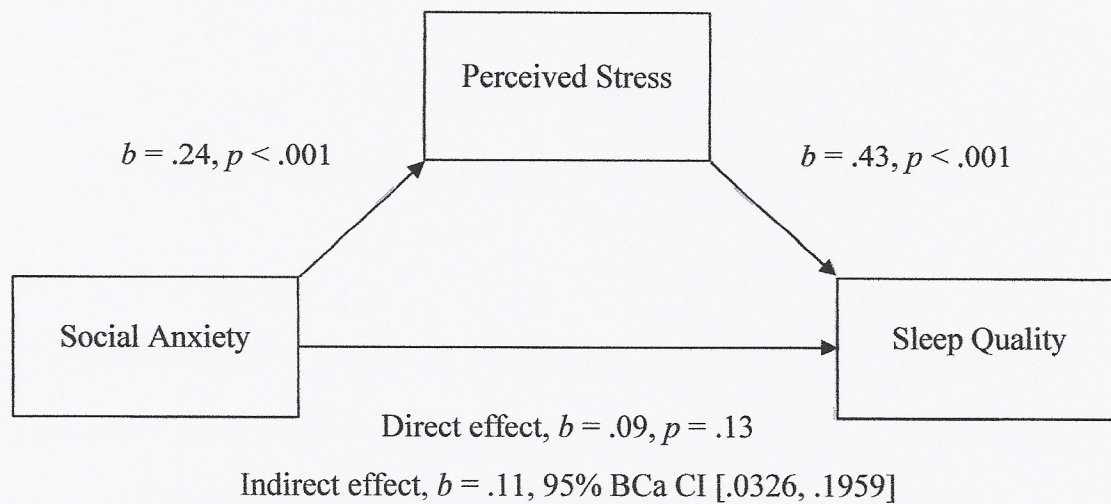 Perceived Stress
b = .24, p < .001
b = .43, p < .001
Social Anxiety
Sleep Quality
Direct effect, b = .09, p = .13
Indirect effect, b = .11, 95% BCa CI [.0326, .1959]